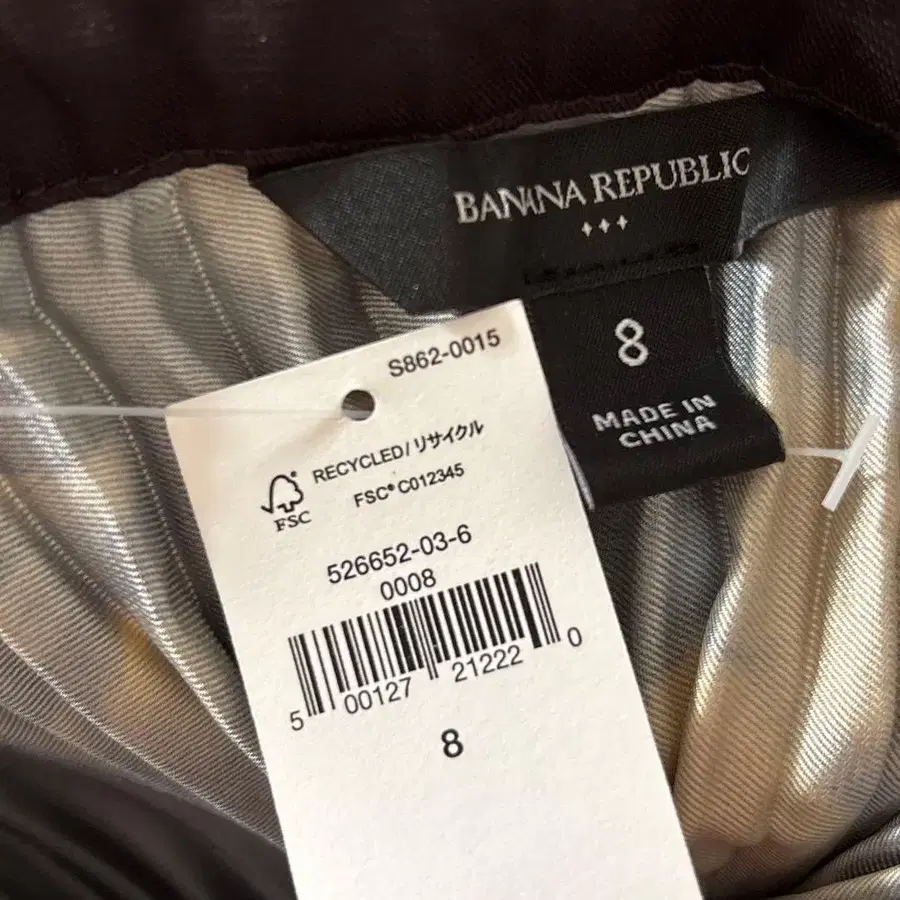 BANANA REPUBLIC
8
MADE IN
CHINA
S862-0015
RECYCLED/リサイクル
FSC® C012345
FSC
526652-03-6
0008
5 00127 21222 0
8